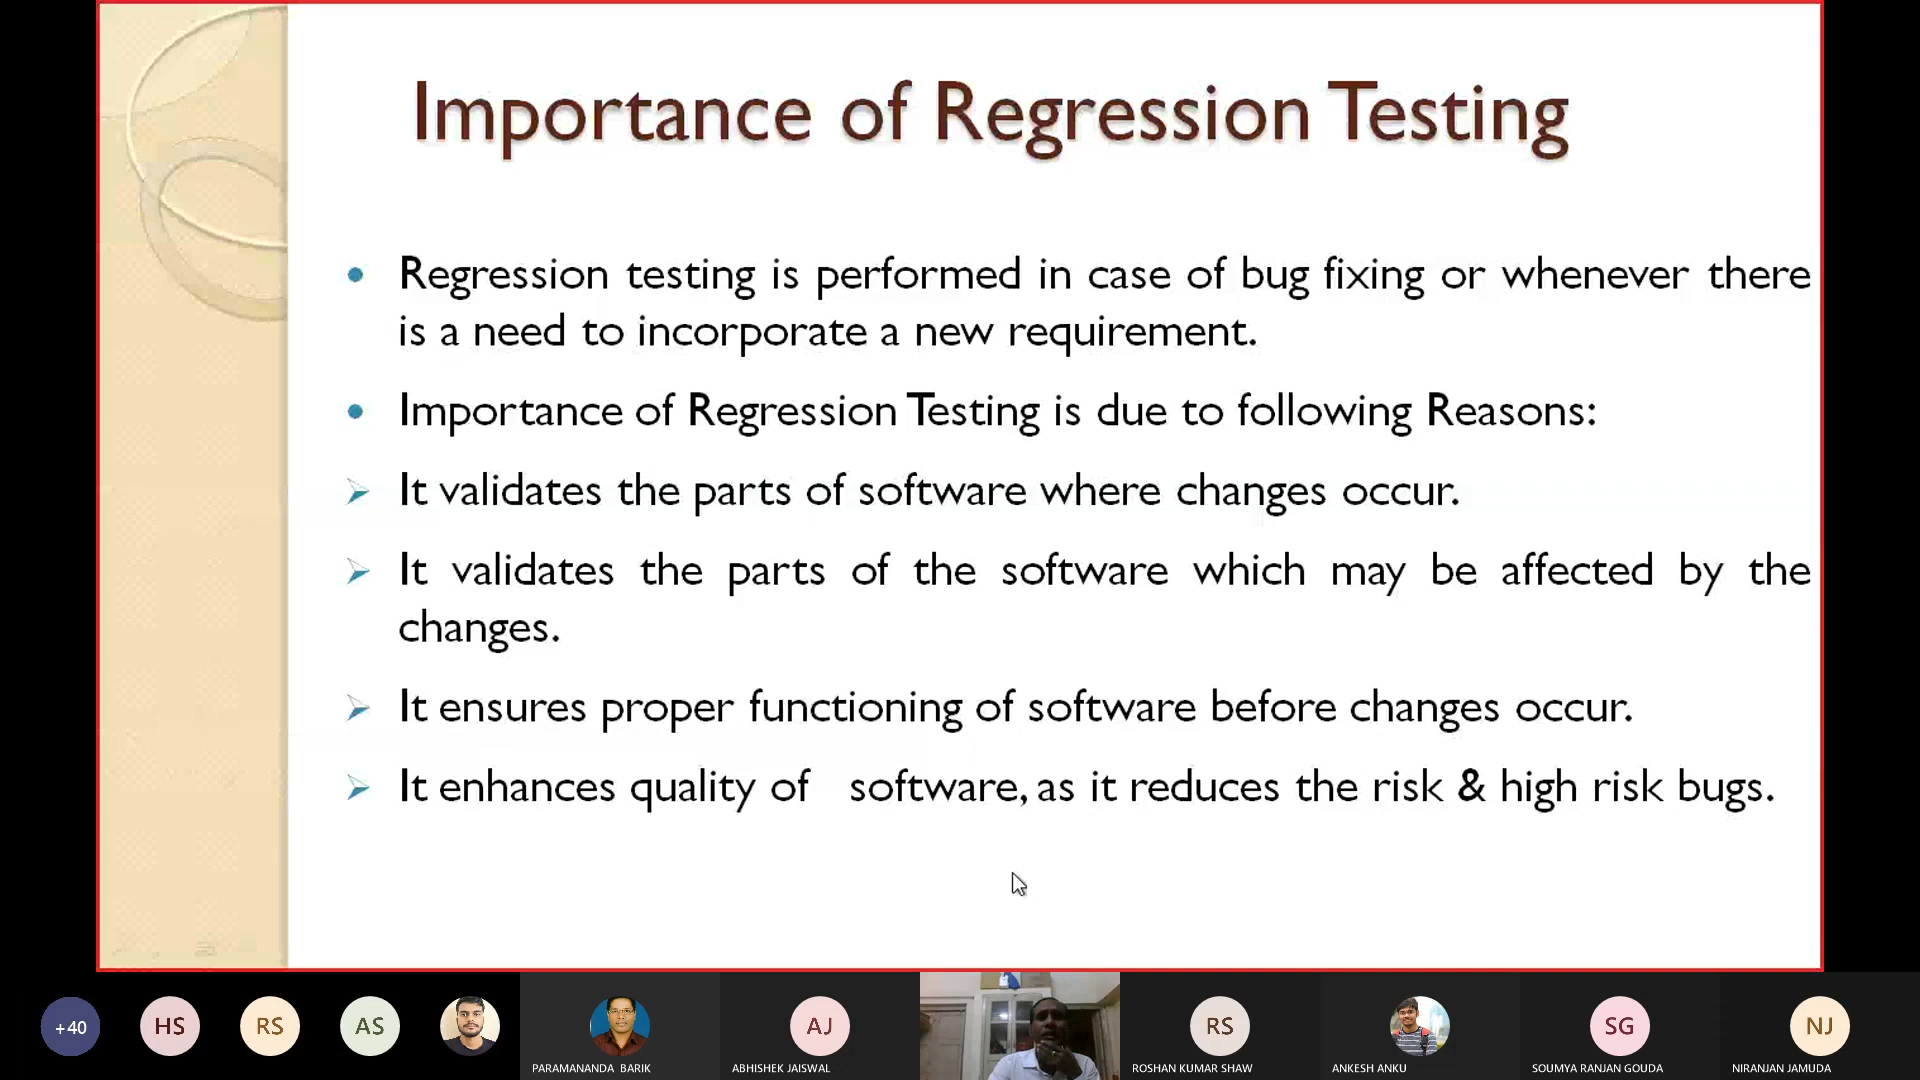 Importance of Regression Testing
Regression testing is performed in case of bug fixing or whenever there
is a need to incorporate a new requirement.
Importance of Regression Testing is due to following Reasons:
It validates the parts of software where changes occur.
It validates the parts of the software which may be affected by the
changes.
It ensures proper functioning of software before changes occur.
It enhances quality of software, as it reduces the risk & high risk bugs.
+40
HS
RS
AS
PARAMANANDA BARIK
AJ
ABHISHEK JAISWAL
RS
ROSHAN KUMAR SHAW
ANKESH ANKU
SG
SOUMYA RANJAN GOUDA
NJ
NIRANJAN JAMUDA